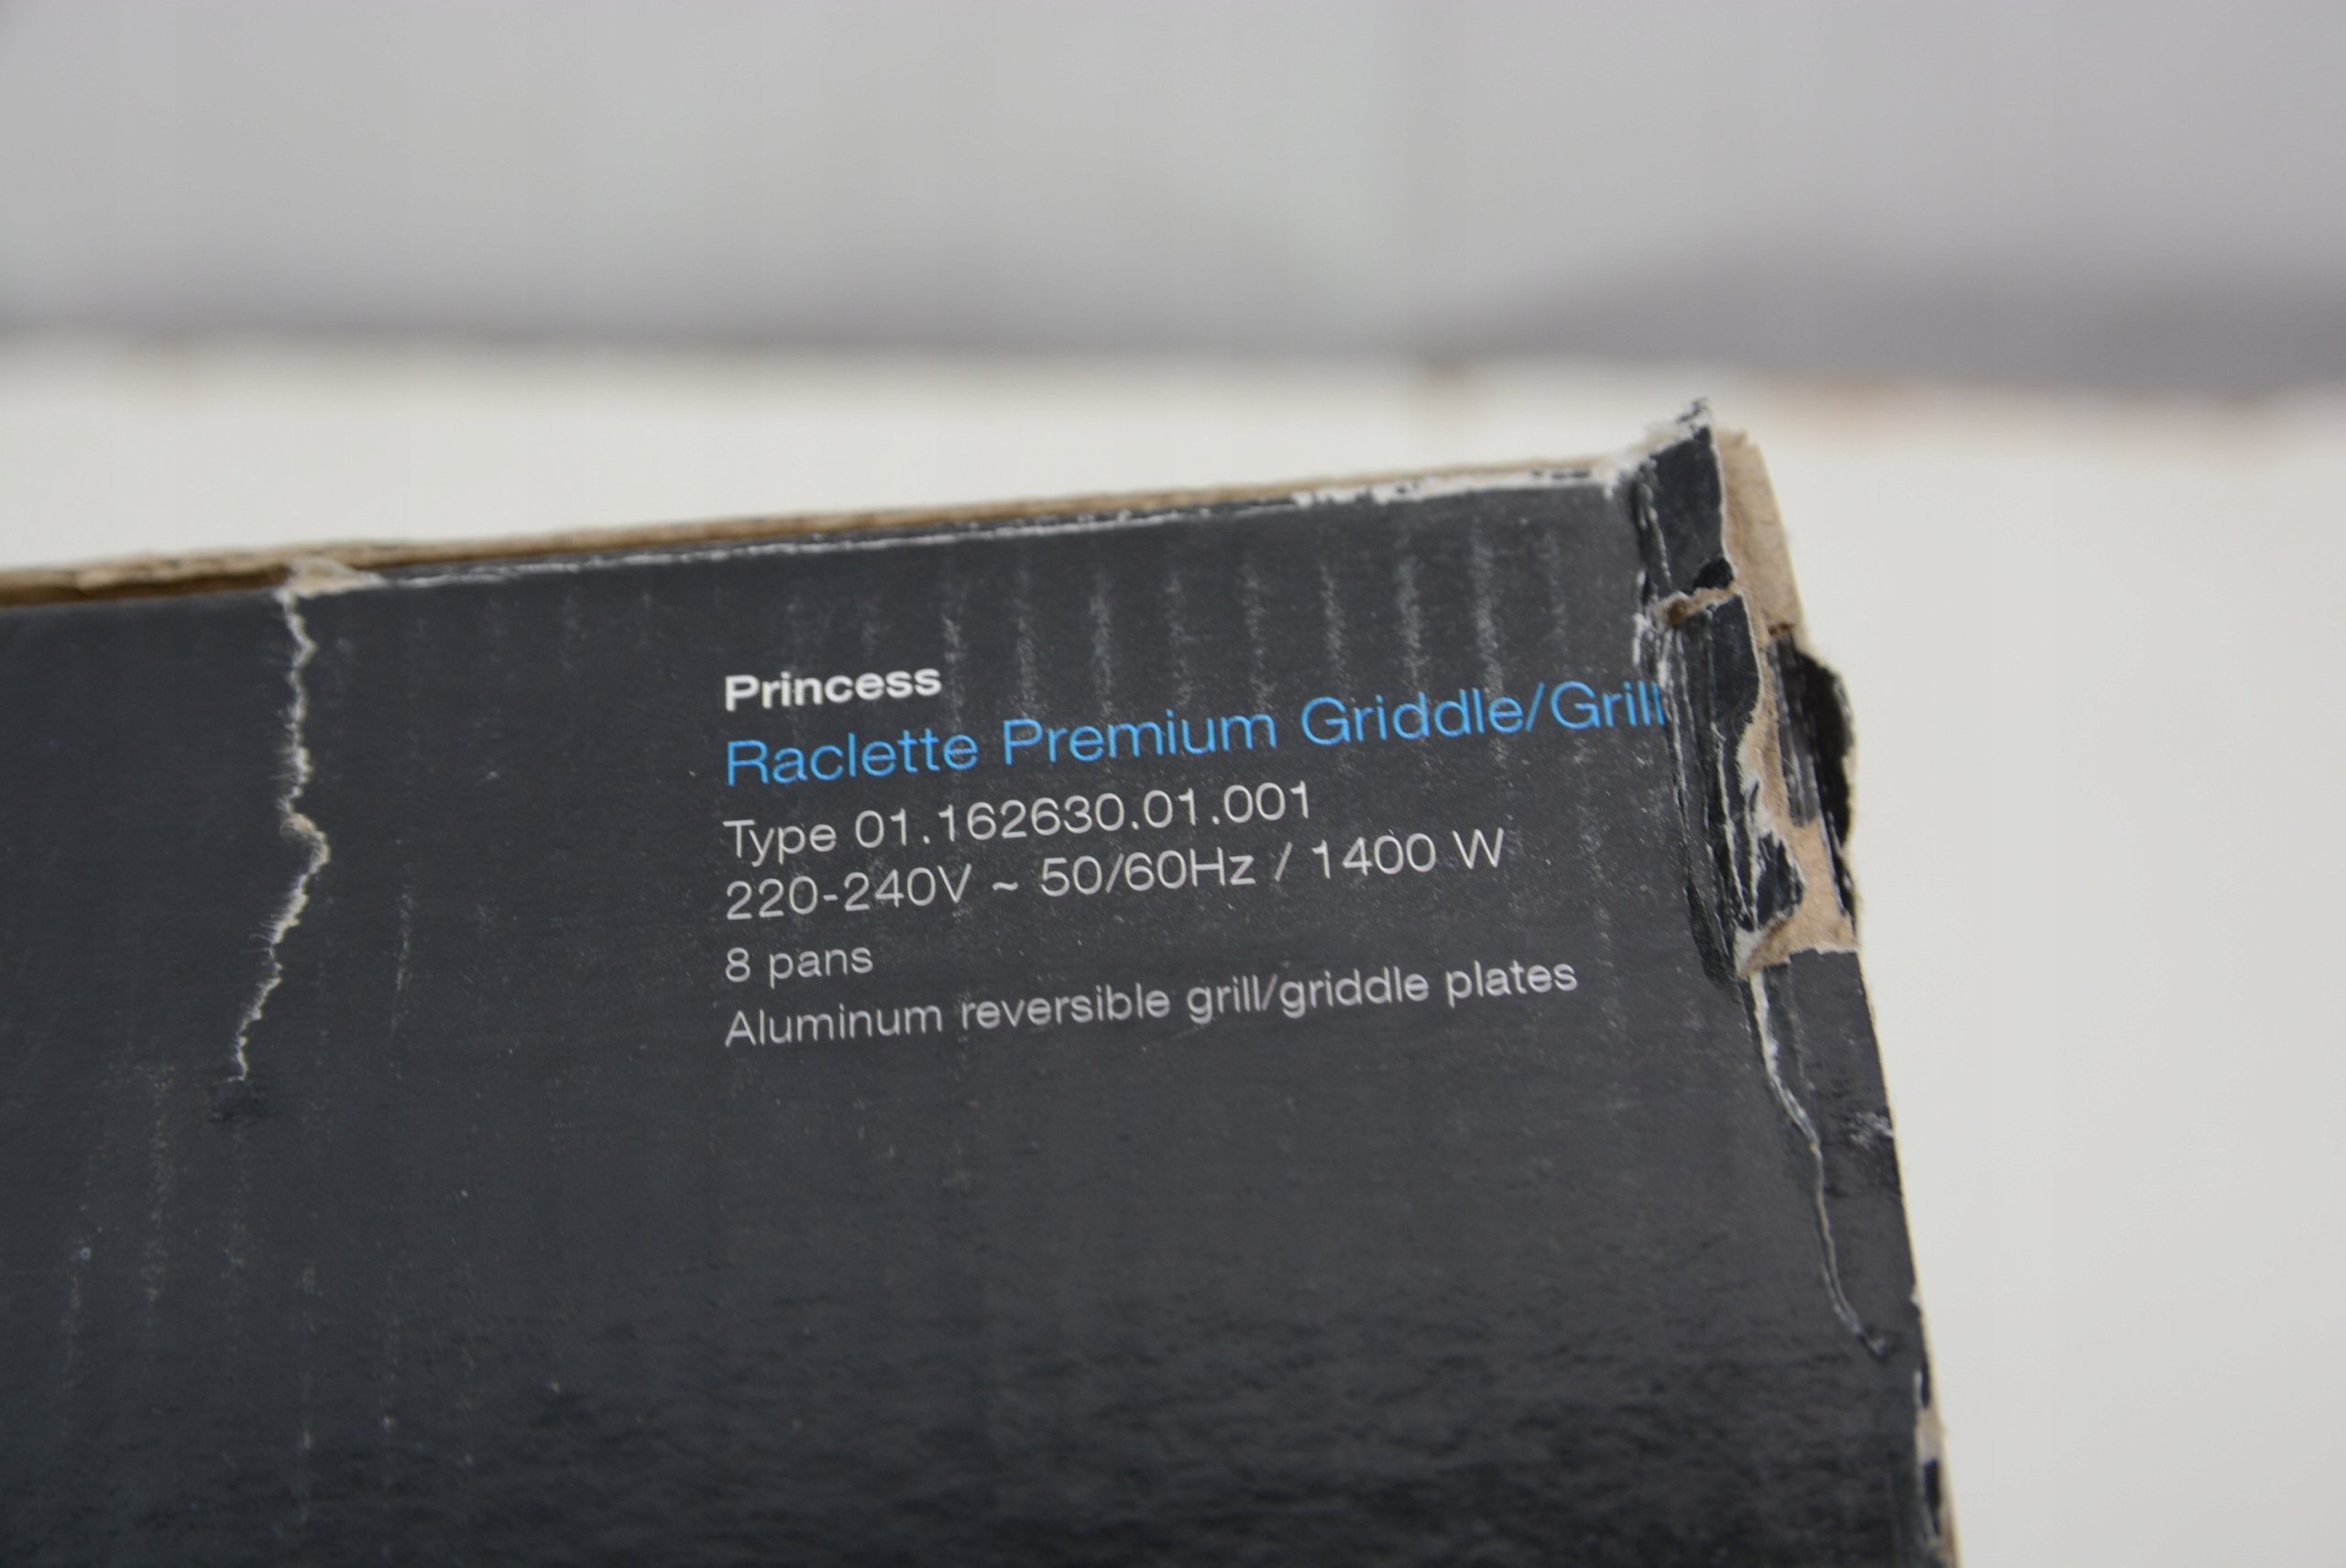 Princess
Raclette Premium Griddle/Grill
Type 01.162630.01.001
220-240V ~ 50/60Hz / 1400 W
8 pans
Aluminum reversible grill/griddle plates